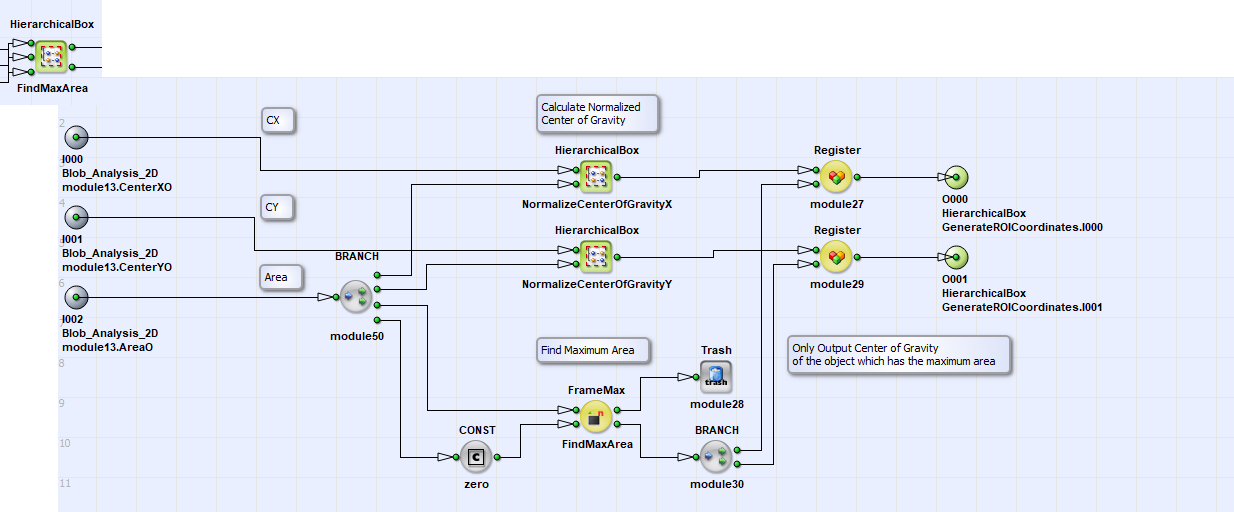 HierarchicalBox
FindMaxArea
2
CX
Calculate Normalized
Center of Gravity
I000
Blob_Analysis_2D
module13.CenterXO
HierarchicalBox
NormalizeCenterOfGravityX
Register
module27
O000
HierarchicalBox
GenerateROICoordinates.I000
4
CY
I001
Blob_Analysis_2D
module13.CenterYO
HierarchicalBox
NormalizeCenterOfGravityY
Register
module29
O001
HierarchicalBox
GenerateROICoordinates.I001
6
Area
BRANCH
module50
I002
Blob_Analysis_2D
module13.AreaO
Find Maximum Area
Only Output Center of Gravity
of the object which has the maximum area
8
Trash
trash
module28
9
FrameMax
FindMaxArea
10
CONST
C
zero
BRANCH
module30
11